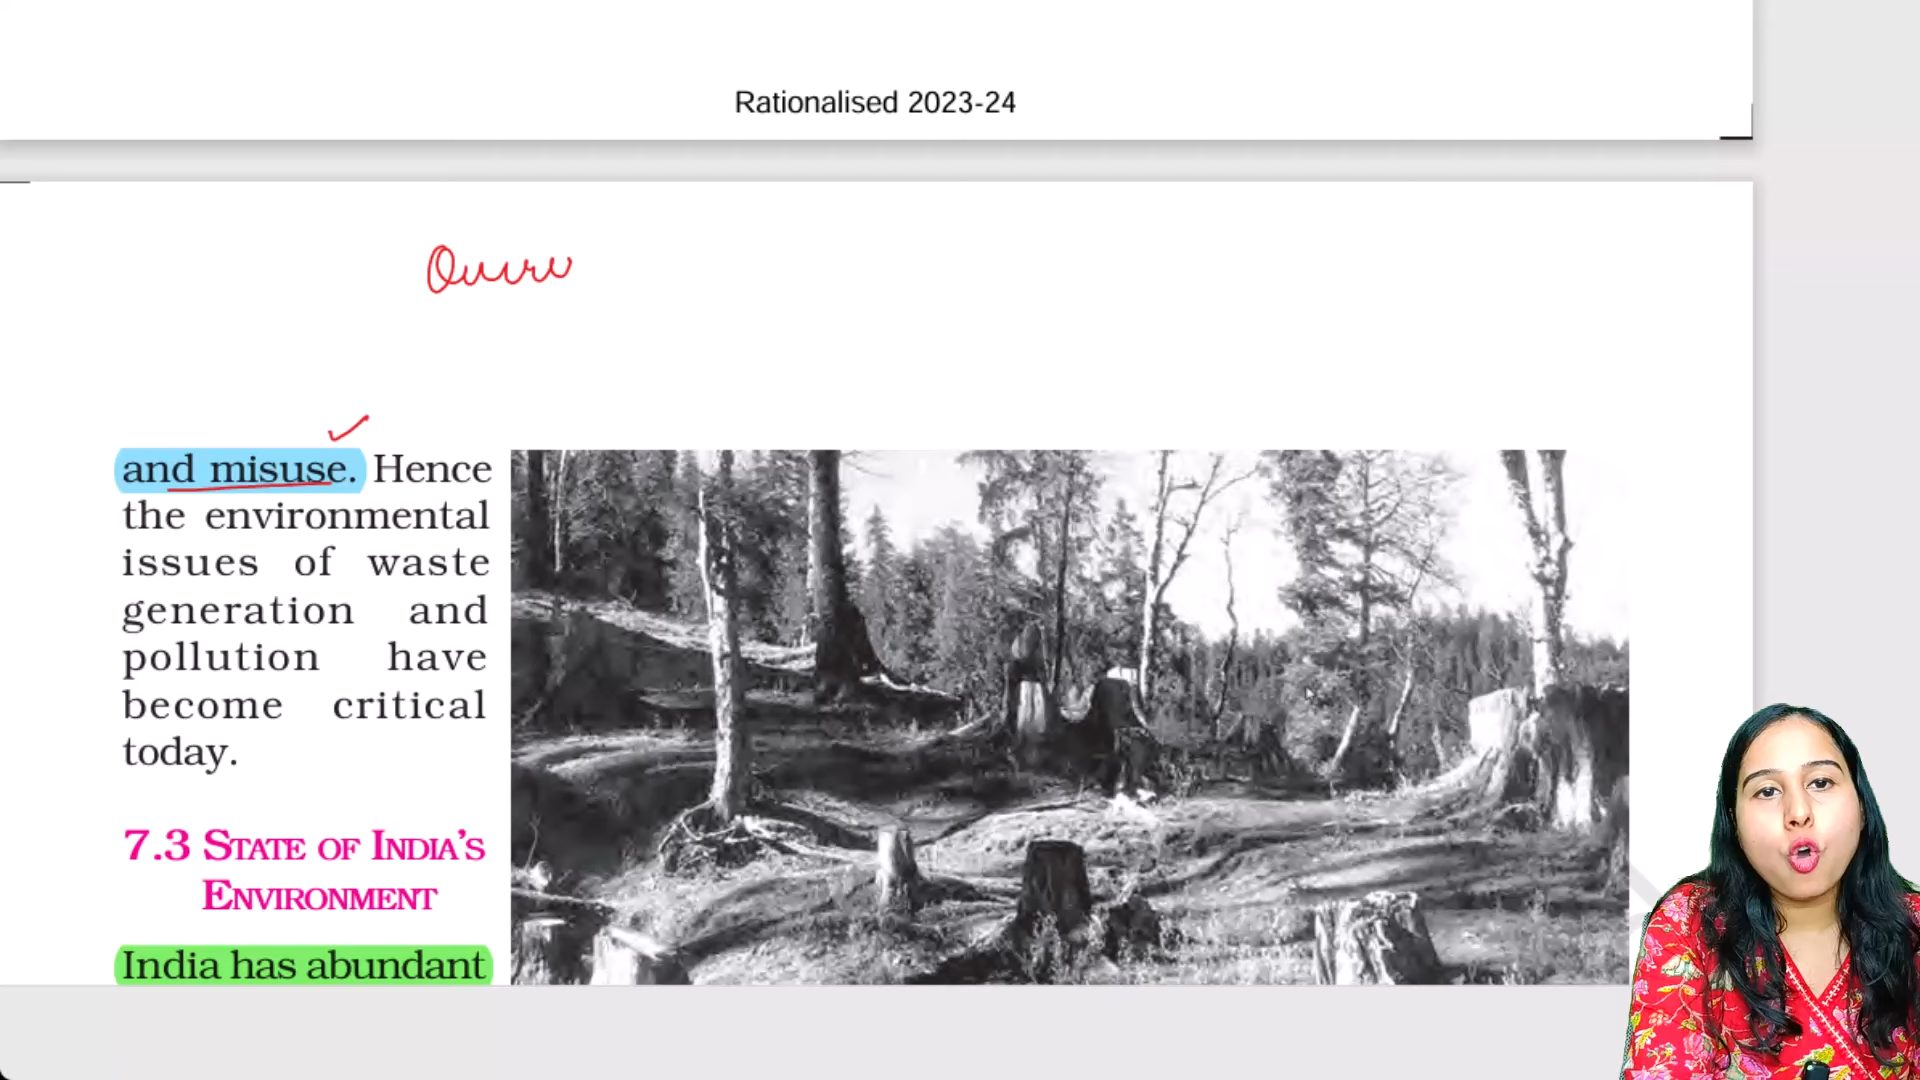 Rationalised 2023-24
and misuse. Hence
the environmental
issues of waste
generation and
pollution have
become critical
today.
7.3 STATE OF INDIA'S
ENVIRONMENT
India has abundant